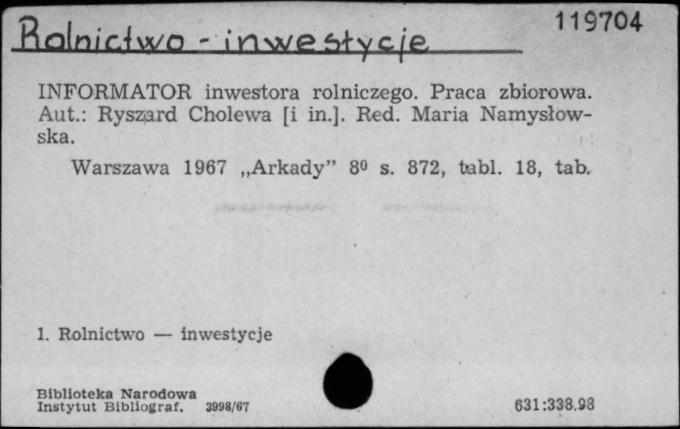 119704
Rolnictwo - inwestycje
INFORMATOR inwestora rolniczego. Praca zbiorowa.
Aut.: Ryszard Cholewa [i in.]. Red. Maria Namysłow-
ska.
Warszawa 1967 „Arkady” 8⁰ s. 872, tabl. 18, tab.
1. Rolnictwo — inwestycje
Biblioteka Narodowa
Instytut Bibliograf. 3998/67
631:338.98